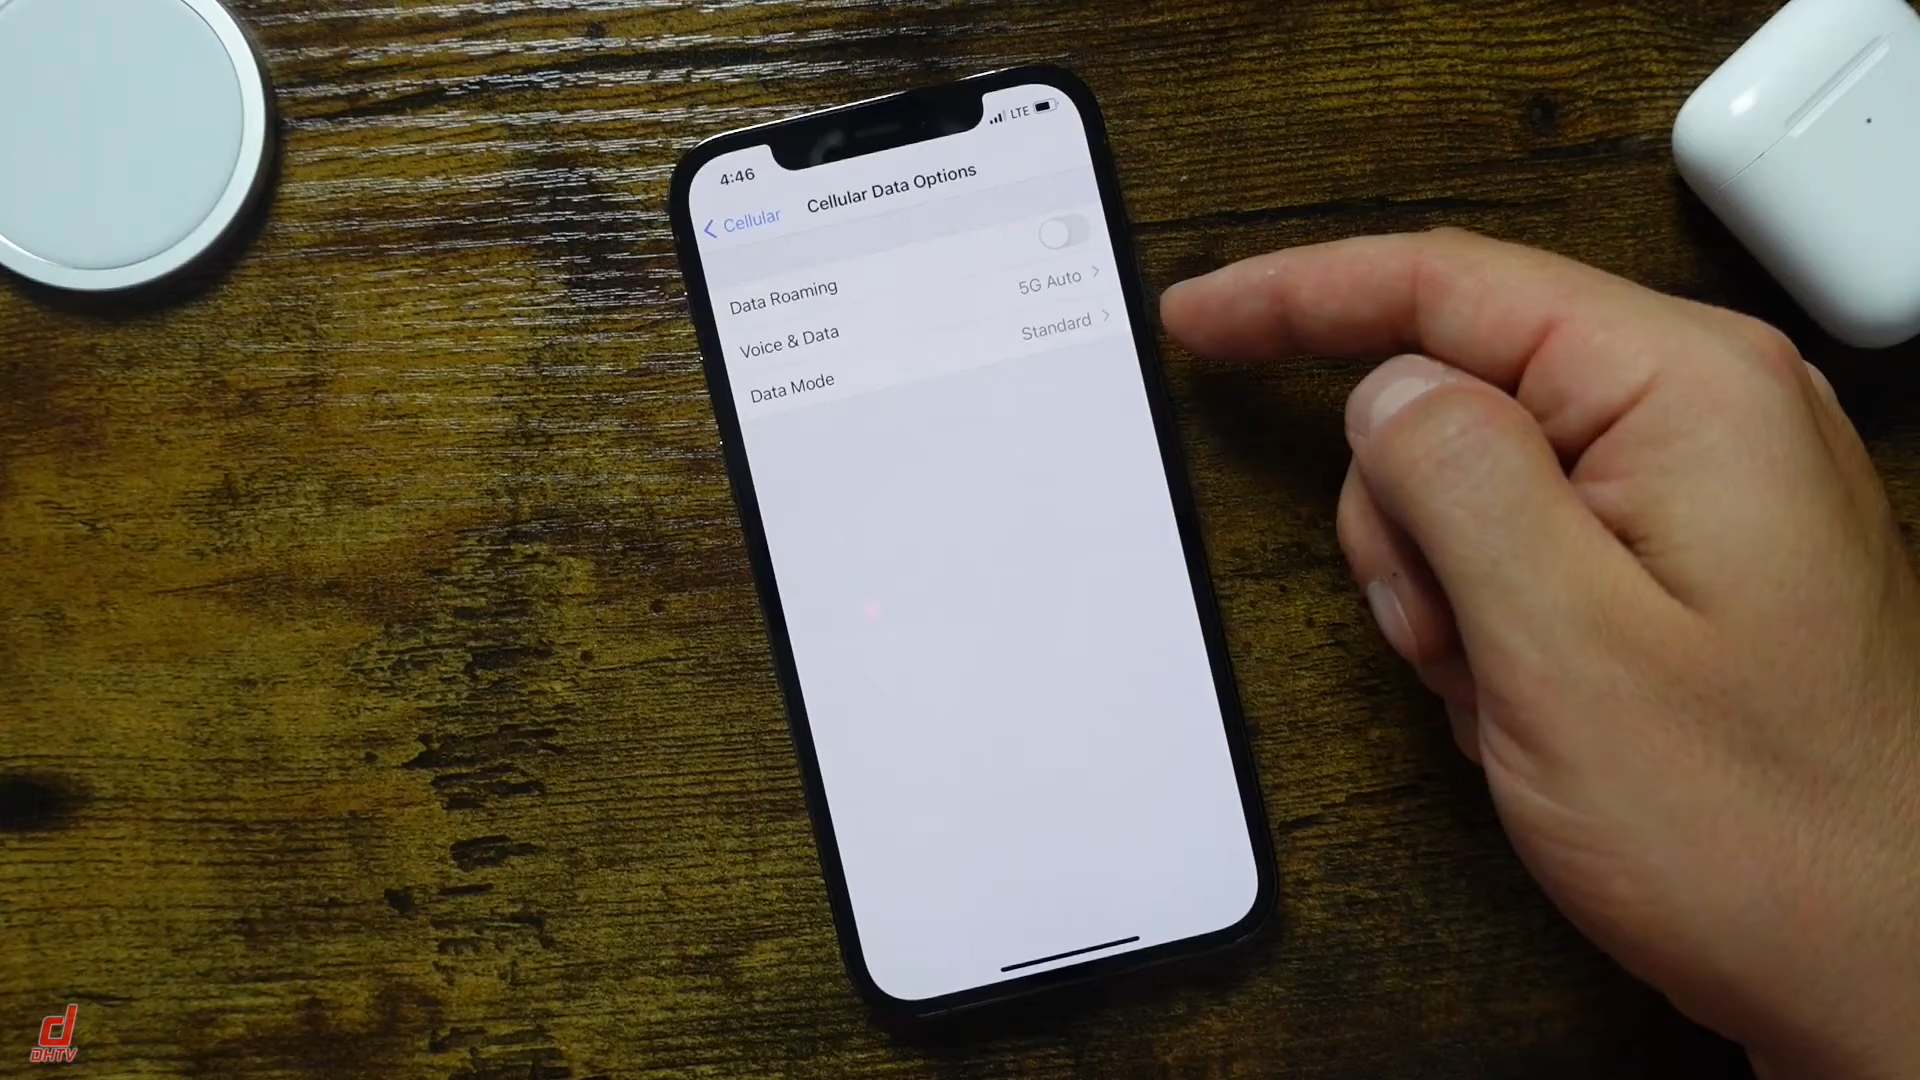 4:46
LTE
Cellular
Cellular Data Options
Data Roaming
Voice & Data
5G Auto
Data Mode
Standard
d
DHTV